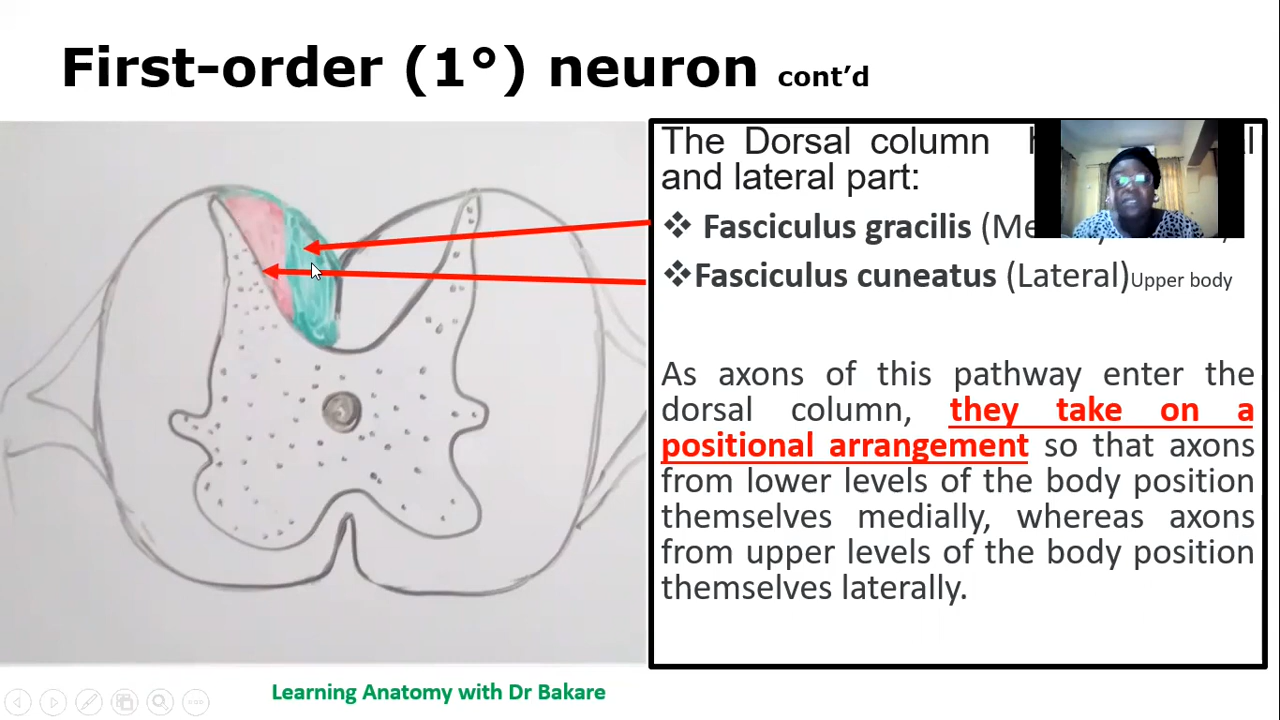 First-order (1°) neuron cont’d
The Dorsal column
and lateral part:
❖ Fasciculus gracilis
❖Fasciculus cuneatus (Lateral)Upper body
As axons of this pathway enter the
dorsal column, they take on a
positional arrangement so that axons
from lower levels of the body position
themselves medially, whereas axons
from upper levels of the body position
themselves laterally.
Learning Anatomy with Dr Bakare